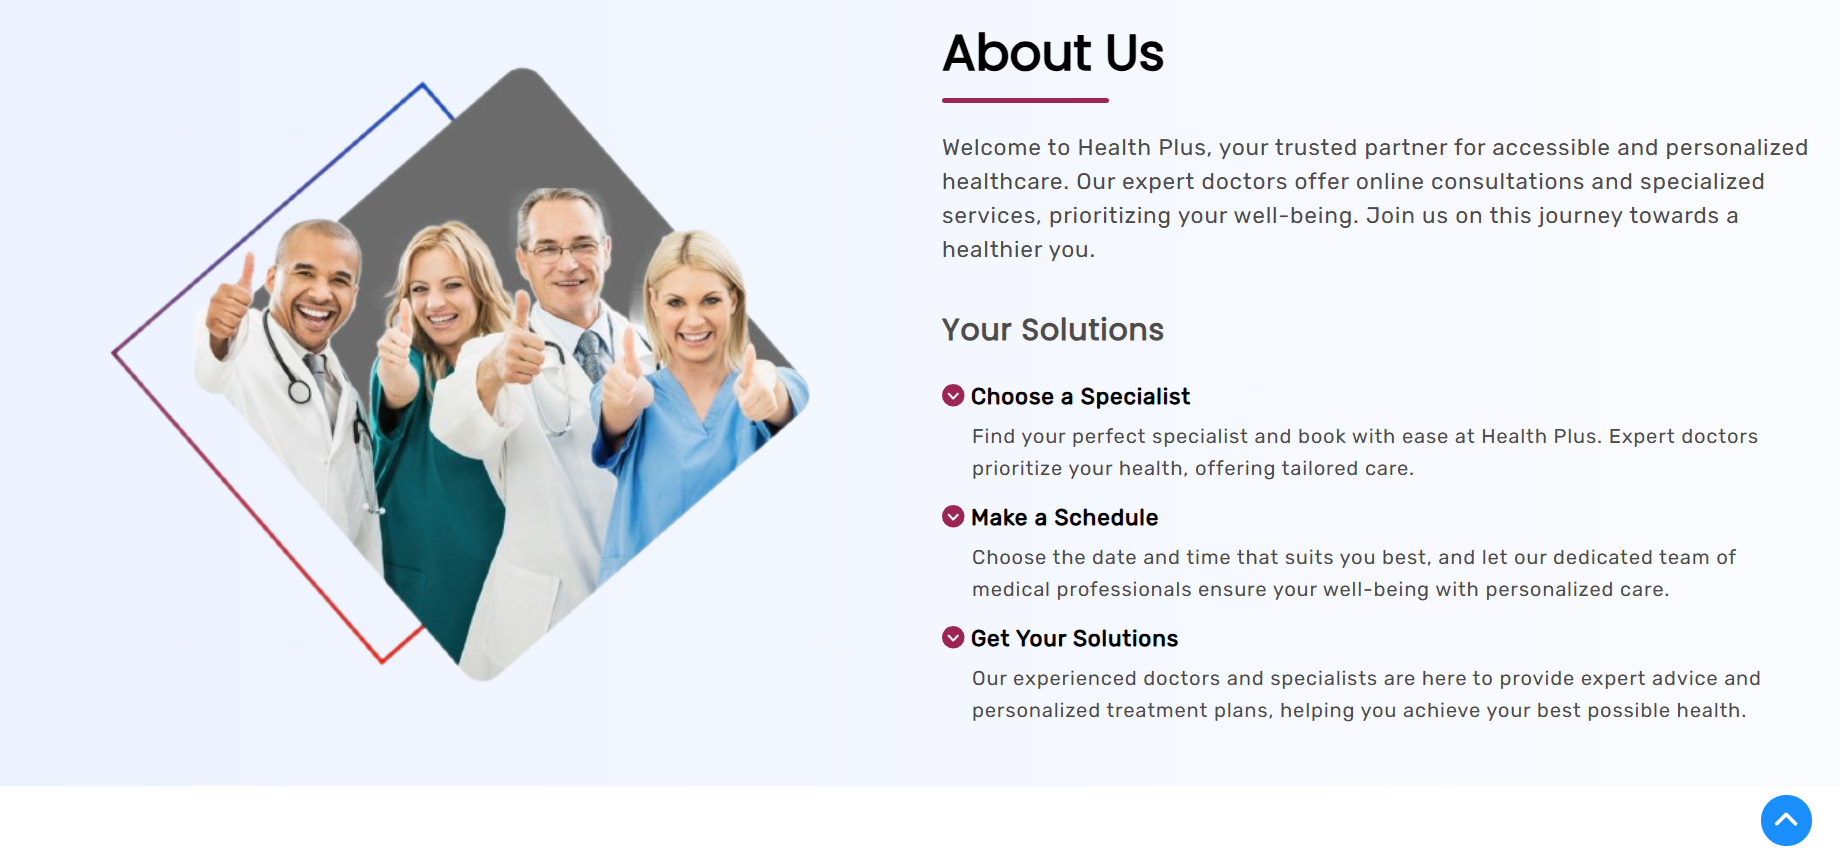 About Us
Welcome to Health Plus, your trusted partner for accessible and personalized
healthcare. Our expert doctors offer online consultations and specialized
services, prioritizing your well-being. Join us on this journey towards a
healthier you.
Your Solutions
Choose a Specialist
Find your perfect specialist and book with ease at Health Plus. Expert doctors
prioritize your health, offering tailored care.
Make a Schedule
Choose the date and time that suits you best, and let our dedicated team of
medical professionals ensure your well-being with personalized care.
Get Your Solutions
Our experienced doctors and specialists are here to provide expert advice and
personalized treatment plans, helping you achieve your best possible health.